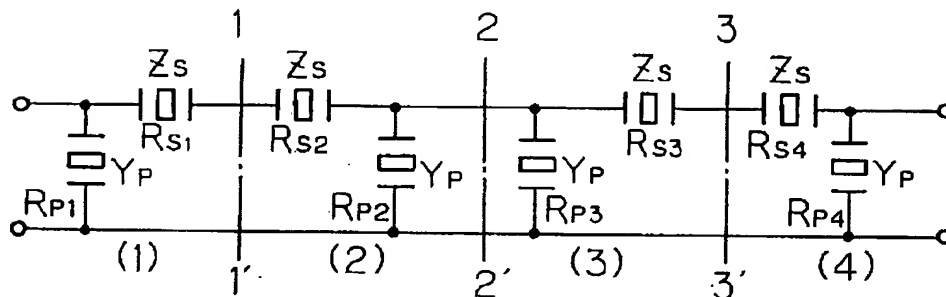 1 2 3
Zs Zs Zs Zs
Rs1 Rs2 Rs3 Rs4
YP YP YP YP
RP1 RP2 RP3 RP4
(1) (2) (3) (4)
1' 2' 3'